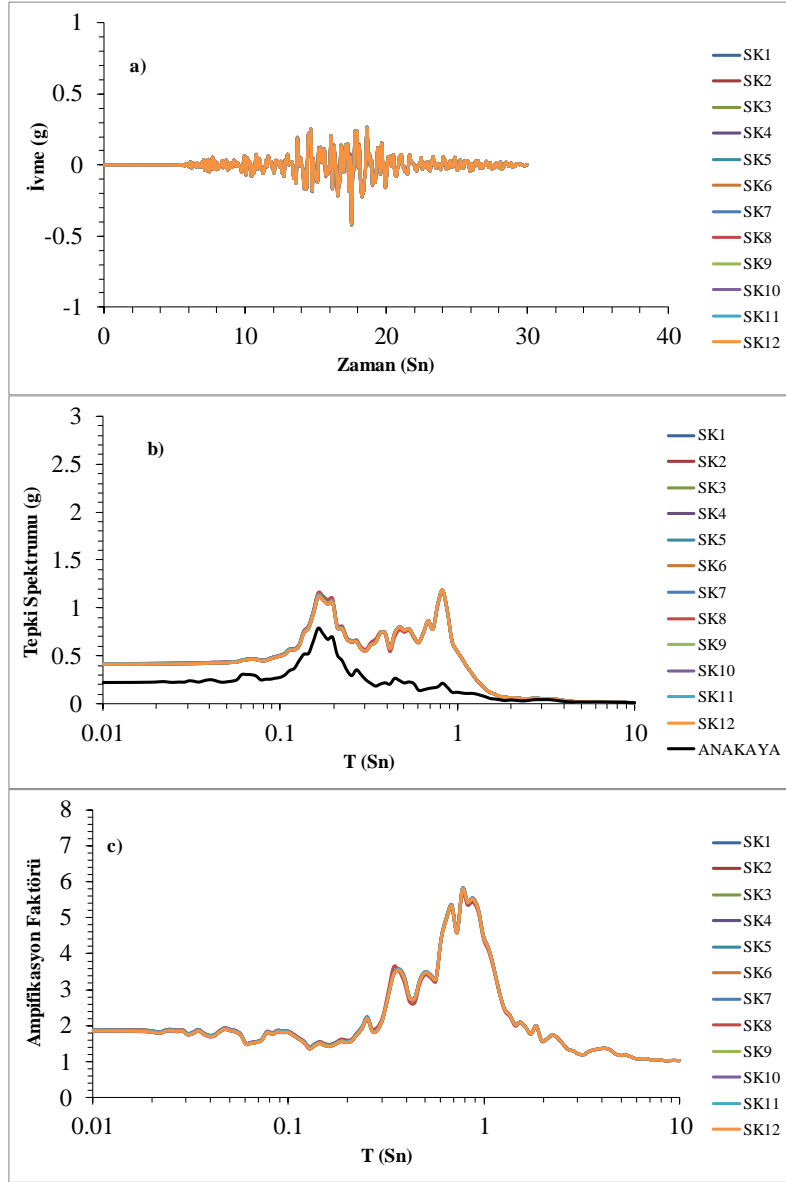 a)
İvme (g)
1
0.5
0
-0.5
-1
0 10 20 30 40
Zaman (Sn)
SK1
SK2
SK3
SK4
SK5
SK6
SK7
SK8
SK9
SK10
SK11
SK12
b)
Tepki Spektrumu (g)
3
2.5
2
1.5
1
0.5
0
0.01 0.1 1 10
T (Sn)
SK1
SK2
SK3
SK4
SK5
SK6
SK7
SK8
SK9
SK10
SK11
SK12
ANAKAYA
c)
Ampifikasyon Faktörü
8
7
6
5
4
3
2
1
0
0.01 0.1 1 10
T (Sn)
SK1
SK2
SK3
SK4
SK5
SK6
SK7
SK8
SK9
SK10
SK11
SK12